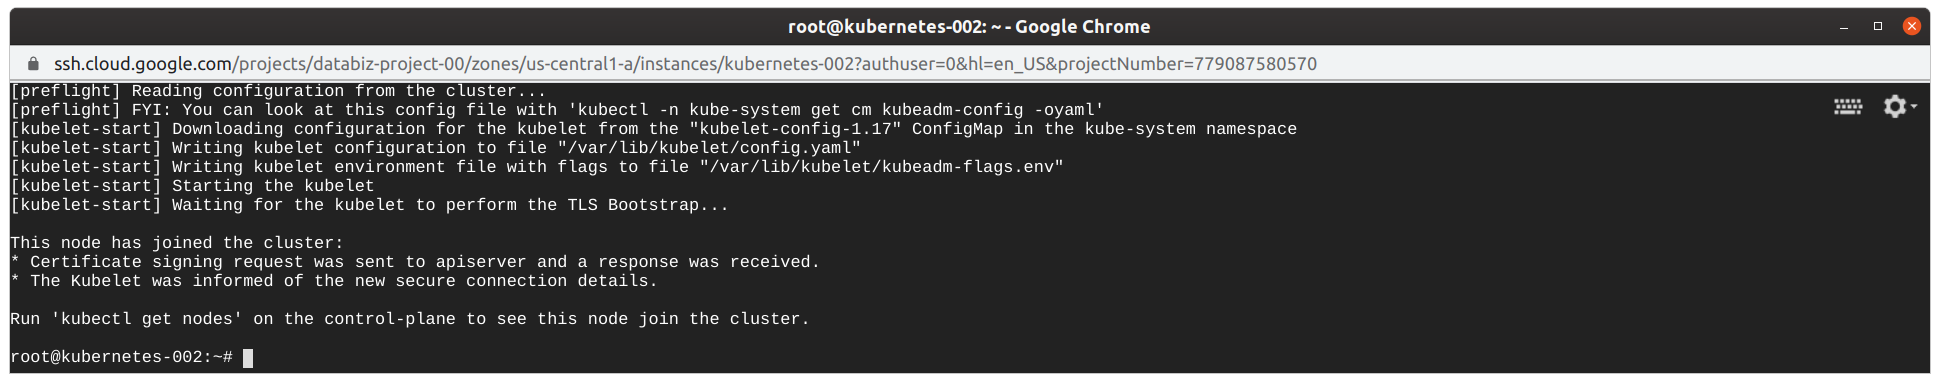 root@kubernetes-002: ~ - Google Chrome
ssh.cloud.google.com/projects/databiz-project-00/zones/us-central1-a/instances/kubernetes-002?authuser=0&hl=en_US&projectNumber=779087580570
[preflight] Reading configuration from the cluster...
[preflight] FYI: You can look at this config file with 'kubectl -n kube-system get cm kubeadm-config -oyaml'
[kubelet-start] Downloading configuration for the kubelet from the "kubelet-config-1.17" ConfigMap in the kube-system namespace
[kubelet-start] Writing kubelet configuration to file "/var/lib/kubelet/config.yaml"
[kubelet-start] Writing kubelet environment file with flags to file "/var/lib/kubelet/kubeadm-flags.env"
[kubelet-start] Starting the kubelet
[kubelet-start] Waiting for the kubelet to perform the TLS Bootstrap...
This node has joined the cluster:
* Certificate signing request was sent to apiserver and a response was received.
* The Kubelet was informed of the new secure connection details.
Run 'kubectl get nodes' on the control-plane to see this node join the cluster.
root@kubernetes-002:~#